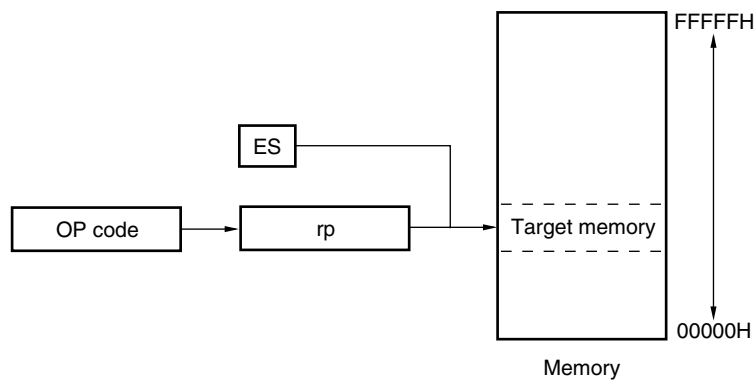 FFFFFH
ES
OP code
rp
Target memory
00000H
Memory